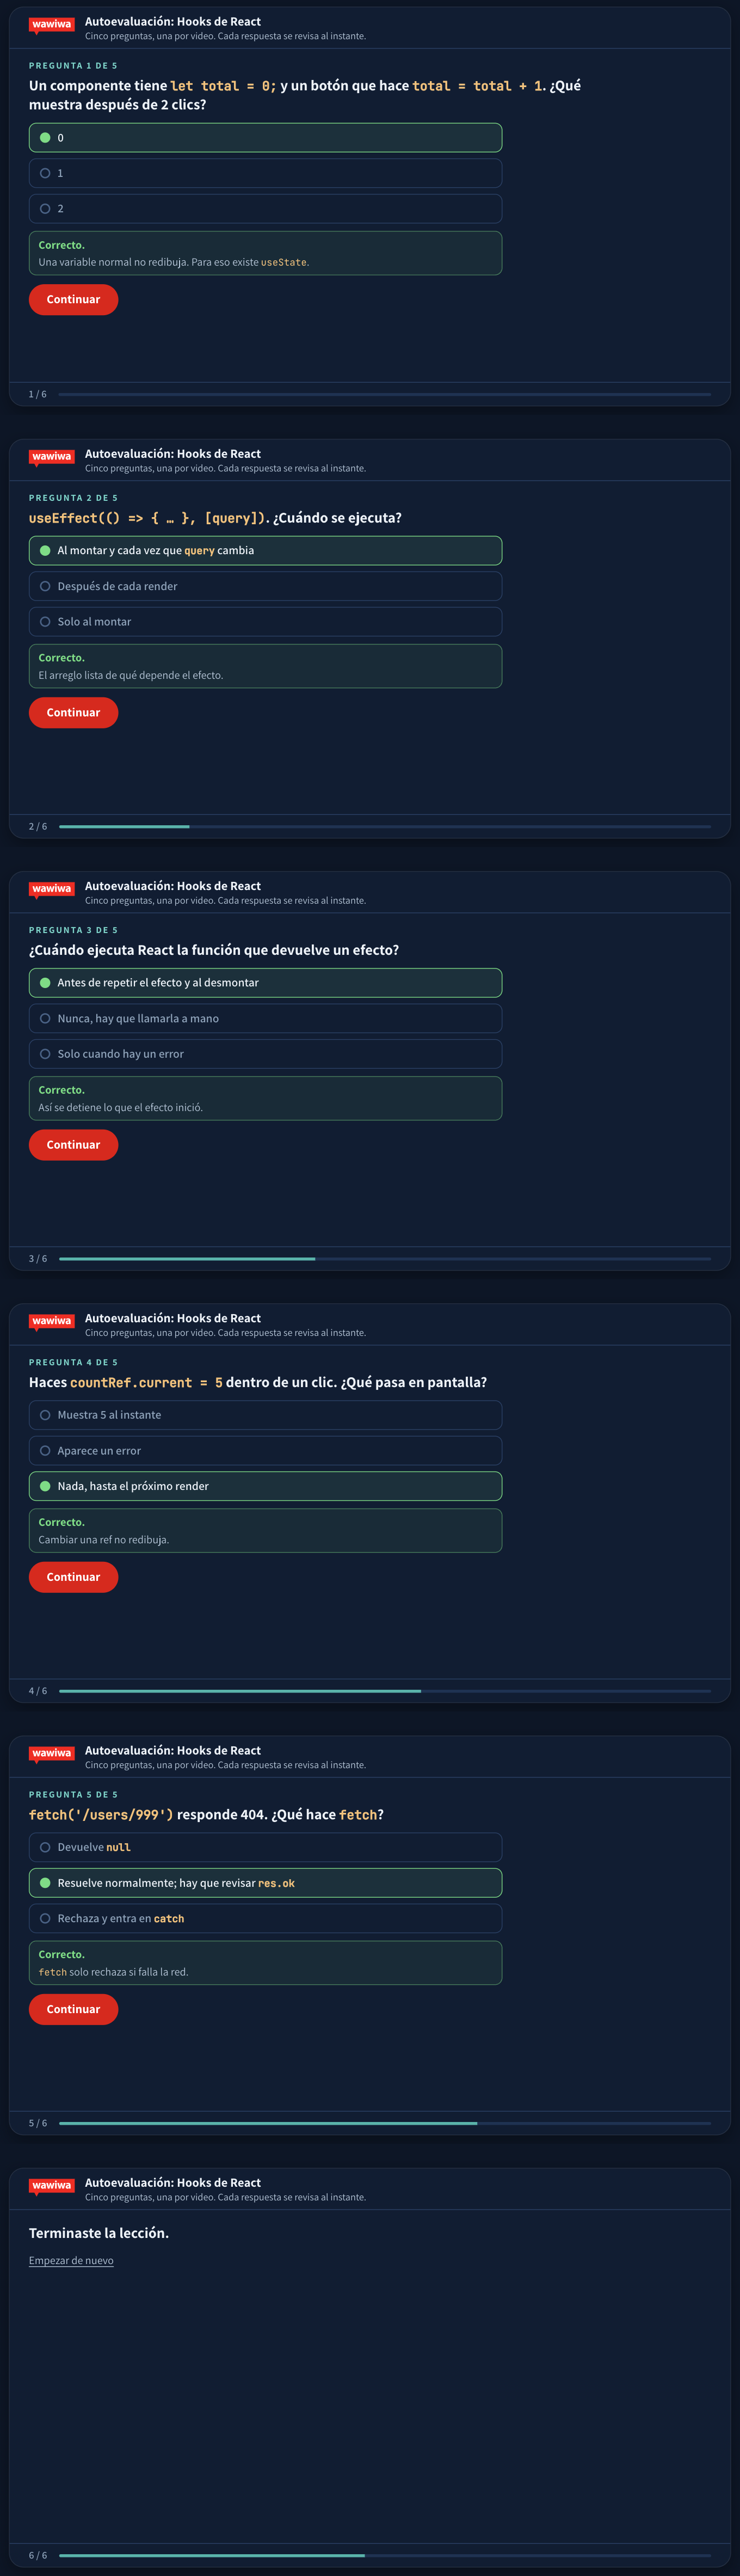 wawiwa
Autoevaluación: Hooks de React
Cinco preguntas, una por video. Cada respuesta se revisa al instante.
PREGUNTA 1 DE 5
Un componente tiene let total = 0; y un botón que hace total = total + 1. ¿Qué
muestra después de 2 clics?
0
1
2
Correcto.
Una variable normal no redibuja. Para eso existe useState.
Continuar
1 / 6
wawiwa
Autoevaluación: Hooks de React
Cinco preguntas, una por video. Cada respuesta se revisa al instante.
PREGUNTA 2 DE 5
useEffect(() => { … }, [query]). ¿Cuándo se ejecuta?
Al montar y cada vez que query cambia
Después de cada render
Solo al montar
Correcto.
El arreglo lista de qué depende el efecto.
Continuar
2 / 6
wawiwa
Autoevaluación: Hooks de React
Cinco preguntas, una por video. Cada respuesta se revisa al instante.
PREGUNTA 3 DE 5
¿Cuándo ejecuta React la función que devuelve un efecto?
Antes de repetir el efecto y al desmontar
Nunca, hay que llamarla a mano
Solo cuando hay un error
Correcto.
Así se detiene lo que el efecto inició.
Continuar
3 / 6
wawiwa
Autoevaluación: Hooks de React
Cinco preguntas, una por video. Cada respuesta se revisa al instante.
PREGUNTA 4 DE 5
Haces countRef.current = 5 dentro de un clic. ¿Qué pasa en pantalla?
Muestra 5 al instante
Aparece un error
Nada, hasta el próximo render
Correcto.
Cambiar una ref no redibuja.
Continuar
4 / 6
wawiwa
Autoevaluación: Hooks de React
Cinco preguntas, una por video. Cada respuesta se revisa al instante.
PREGUNTA 5 DE 5
fetch('/users/999') responde 404. ¿Qué hace fetch?
Devuelve null
Resuelve normalmente; hay que revisar res.ok
Rechaza y entra en catch
Correcto.
fetch solo rechaza si falla la red.
Continuar
5 / 6
wawiwa
Autoevaluación: Hooks de React
Cinco preguntas, una por video. Cada respuesta se revisa al instante.
Terminaste la lección.
Empezar de nuevo
6 / 6